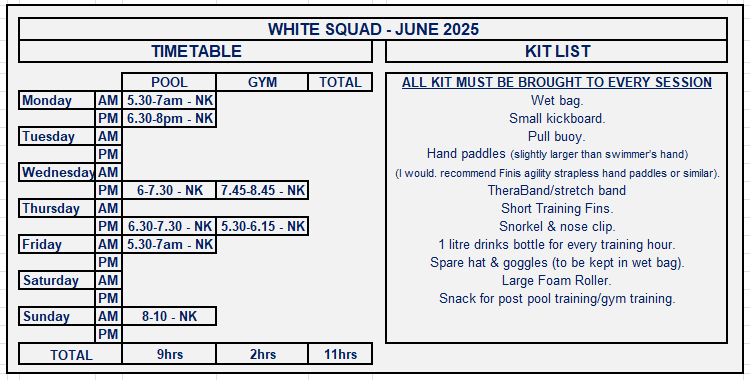 WHITE SQUAD - JUNE 2025
TIMETABLE
POOL GYM TOTAL
Monday AM 5.30-7am - NK
PM 6.30-8pm - NK
Tuesday AM
PM
Wednesday AM
PM 6-7.30 - NK 7.45-8.45 - NK
Thursday AM
PM 6.30-7.30 - NK 5.30-6.15 - NK
Friday AM 5.30-7am - NK
PM
Saturday AM
PM
Sunday AM 8-10 - NK
PM
TOTAL 9hrs 2hrs 11hrs
KIT LIST
ALL KIT MUST BE BROUGHT TO EVERY SESSION
Wet bag.
Small kickboard.
Pull buoy.
Hand paddles (slightly larger than swimmer's hand)
(I would. recommend Finis agility strapless hand paddles or similar).
TheraBand/stretch band
Short Training Fins.
Snorkel & nose clip.
1 litre drinks bottle for every training hour.
Spare hat & goggles (to be kept in wet bag).
Large Foam Roller.
Snack for post pool training/gym training.